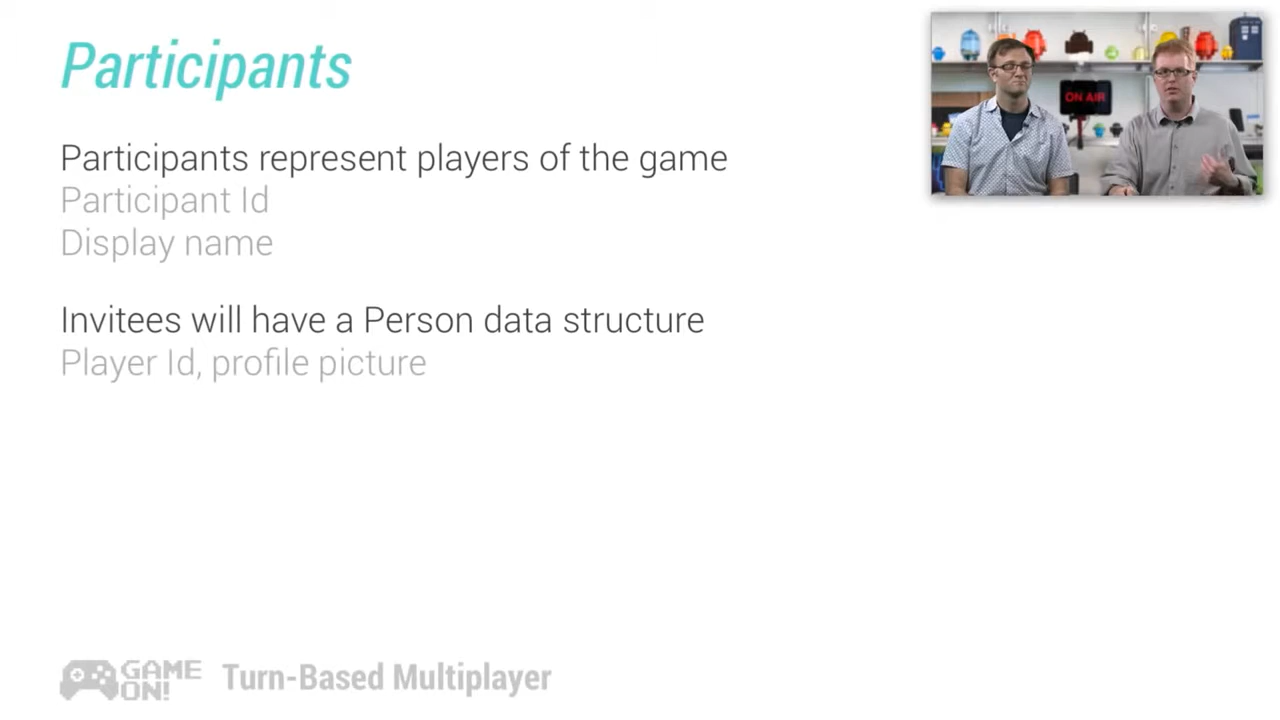 Participants
ON AIR
Participants represent players of the game
Participant Id
Display name
Invitees will have a Person data structure
Player Id, profile picture
GAME
ON!
Turn-Based Multiplayer